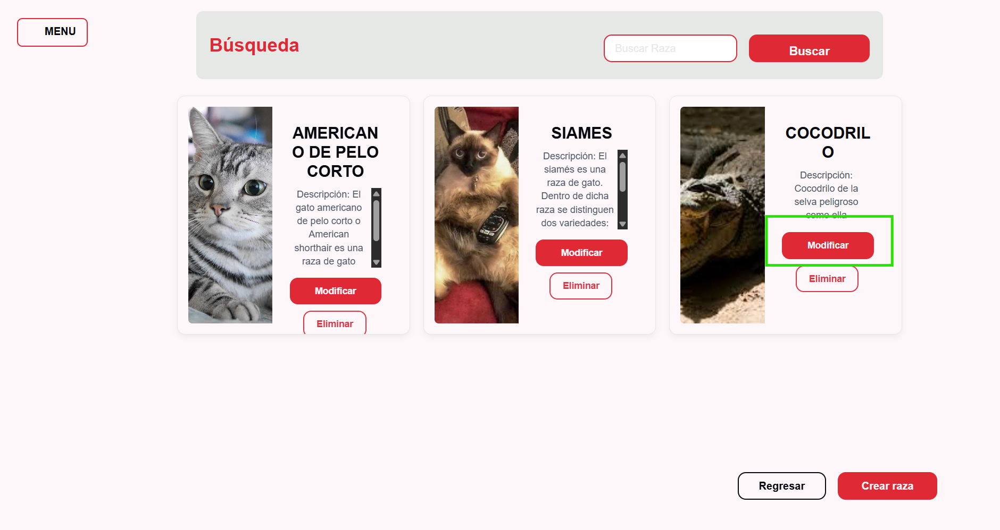 MENU
Búsqueda
Buscar Raza
Buscar
AMERICAN
O DE PELO
CORTO
Descripción: El
gato americano
de pelo corto o
American
shorthair es una
raza de gato
Modificar
Eliminar
SIAMES
Descripción: El
siamés es una
raza de gato.
Dentro de dicha
raza se distinguen
dos variedades:
Modificar
Eliminar
COCODRIL
O
Descripción:
Cocodrilo de la
selva peligroso
como ella
Modificar
Eliminar
Regresar
Crear raza